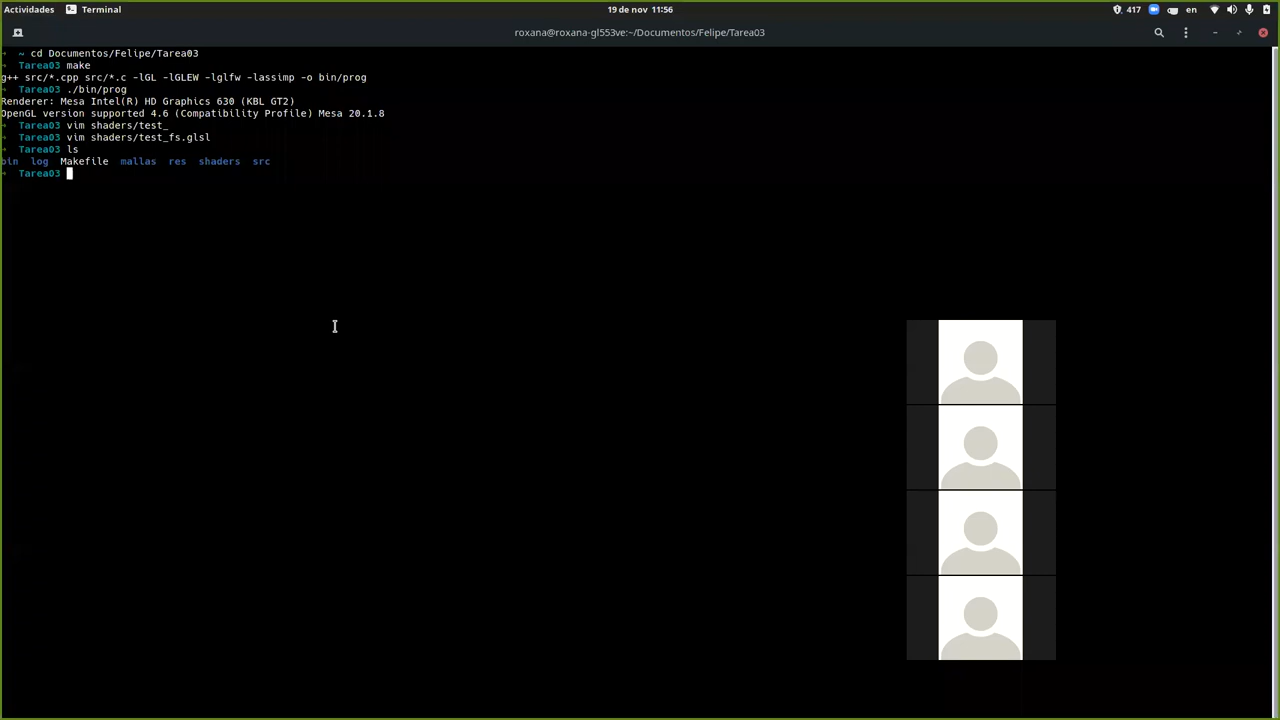 Actividades Terminal 19 de nov 11:56 417 en
roxana@roxana-gl553ve:~/Documentos/Felipe/Tarea03
~ cd Documentos/Felipe/Tarea03
Tarea03 make
g++ src/*.cpp src/*.c -lGL -lGLEW -lglfw -lassimp -o bin/prog
Tarea03 ./bin/prog
Renderer: Mesa Intel(R) HD Graphics 630 (KBL GT2)
OpenGL version supported 4.6 (Compatibility Profile) Mesa 20.1.8
Tarea03 vim shaders/test_
Tarea03 vim shaders/test_fs.glsl
Tarea03 ls
bin log Makefile mallas res shaders src
Tarea03